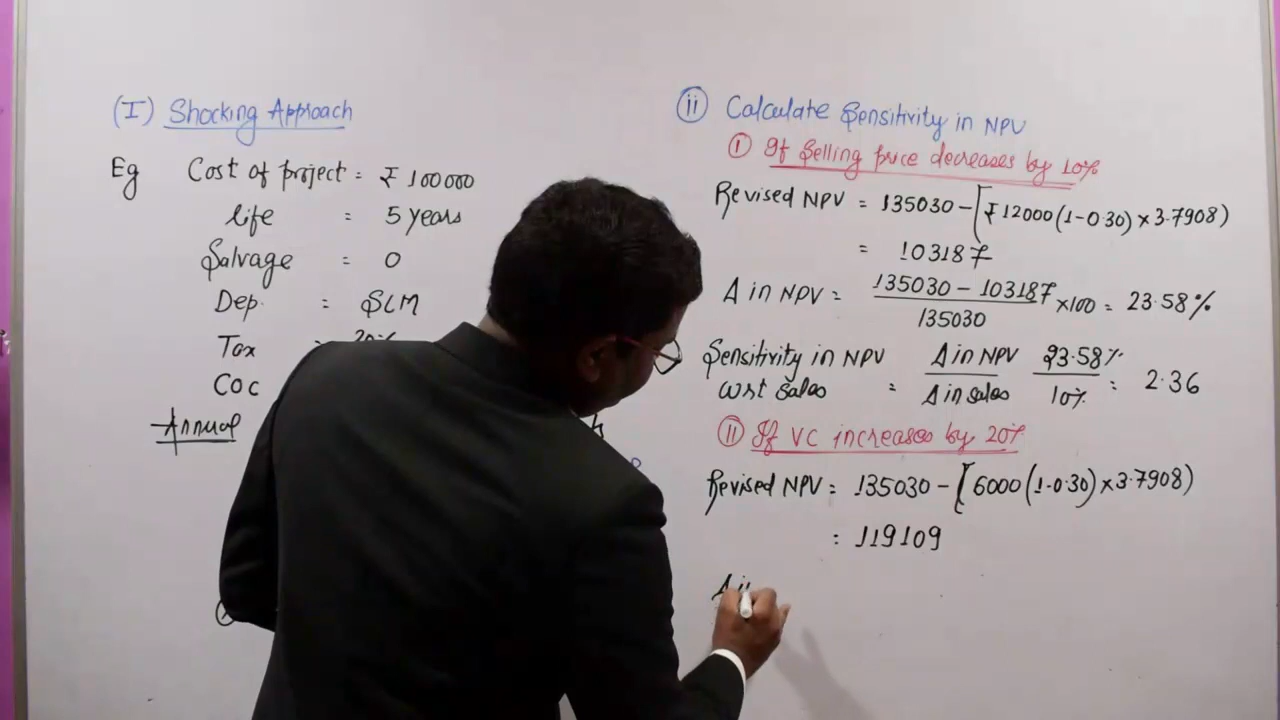 (I) Shocking Approach
Eg Cost of project = ₹ 100000
life = 5 years
Salvage = 0
Dep. = SLM
Tax = 30%
COC
Annual
(ii) Calculate Sensitivity in NPV
(I) If Selling price decreases by 10%
Revised NPV = 135030 - [₹ 12000 (1-0.30) × 3.7908)
= 103187
Δ in NPV = 135030 - 103187 / 135030 × 100 = 23.58%
Sensitivity in NPV wrt sales = Δ in NPV / Δ in sales 23.58% / 10% = 2.36
(II) If VC increases by 20%
Revised NPV = 135030 - [6000 (1-0.30) × 3.7908)
: 119109
Δ i